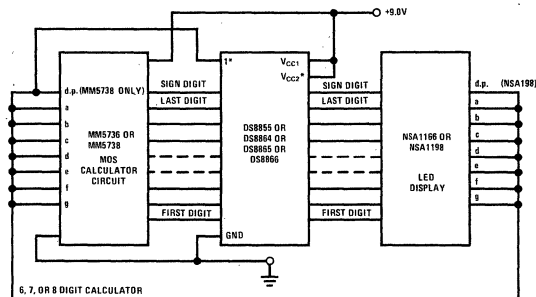 +9.0V
1*
VCC1
VCC2*
d.p. (MM5738 ONLY)
a
b
c
d
e
f
g
MM5736 OR
MM5738
MOS
CALCULATOR
CIRCUIT
SIGN DIGIT
LAST DIGIT
FIRST DIGIT
DS8855 OR
DS8864 OR
DS8865 OR
DS8866
GND
SIGN DIGIT
LAST DIGIT
FIRST DIGIT
NSA1166 OR
NSA1198
LED
DISPLAY
d.p. (NSA198)
a
b
c
d
e
f
g
6, 7, OR 8 DIGIT CALCULATOR